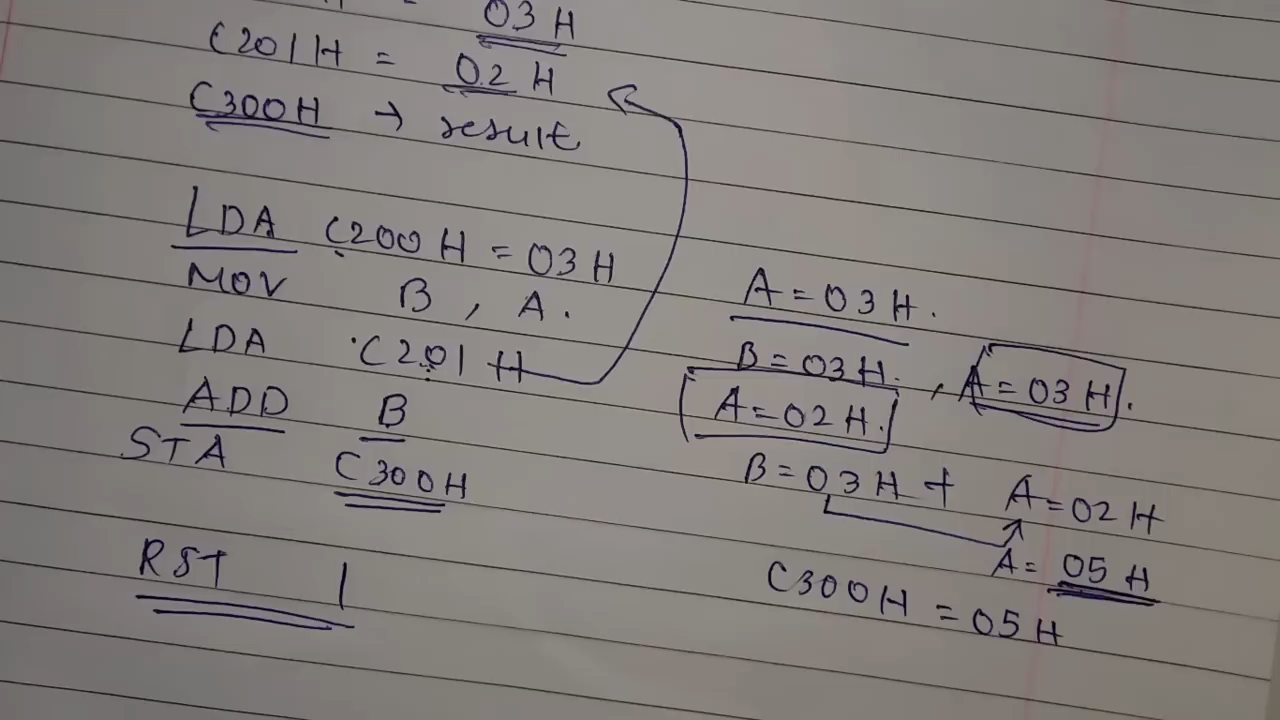 03 H
C201 H = 02 H
C300H → result
LDA C200 H = 03 H
MOV B , A .
LDA C201 H
ADD B
STA C300H
RST 1
A = 03 H .
B = 03 H . , A = 03 H .
A = 02 H .
B = 03 H + A = 02 H
A = 05 H
C300H = 05 H